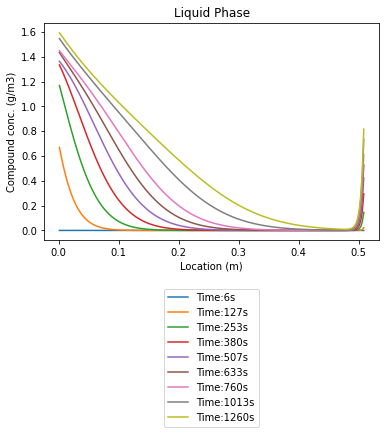 Liquid Phase
Compound conc. (g/m3)
1.6
1.4
1.2
1.0
0.8
0.6
0.4
0.2
0.0
0.0 0.1 0.2 0.3 0.4 0.5
Location (m)
Time:6s
Time:127s
Time:253s
Time:380s
Time:507s
Time:633s
Time:760s
Time:1013s
Time:1260s